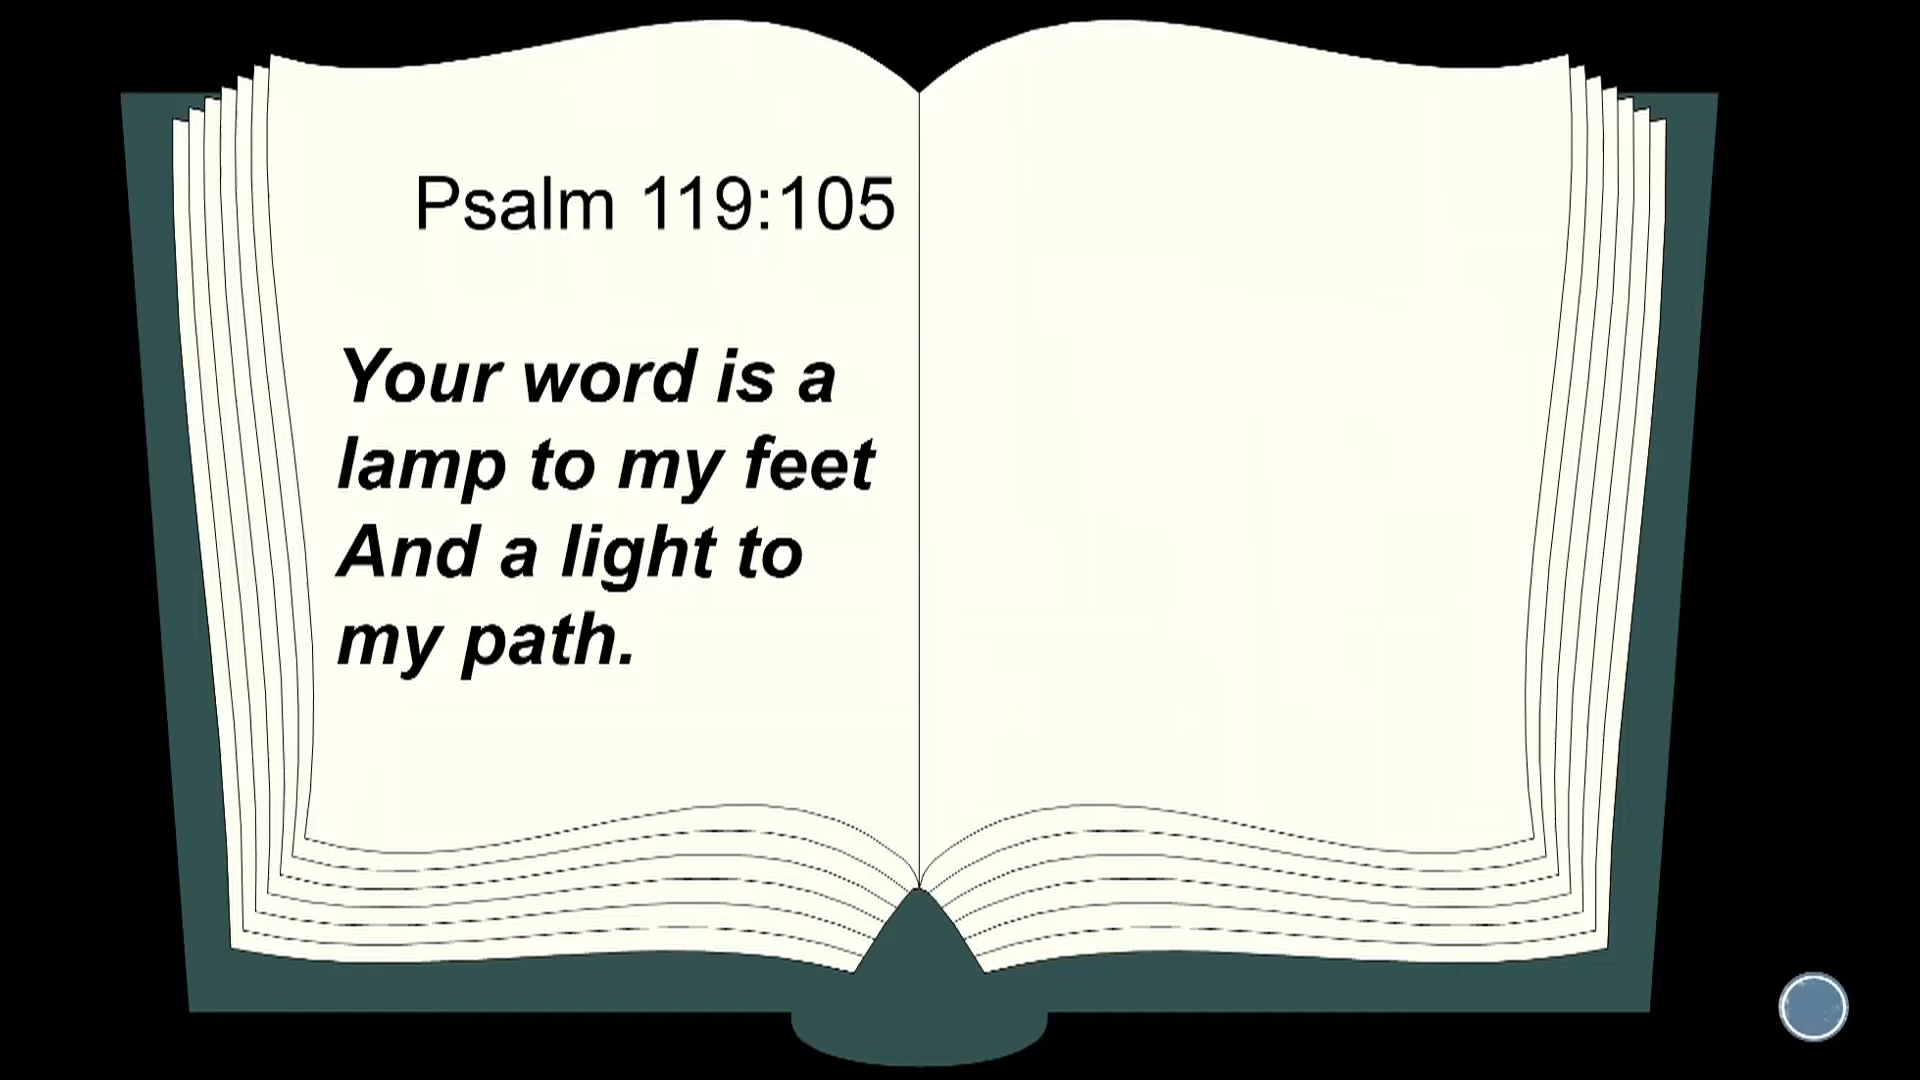 Psalm 119:105
Your word is a
lamp to my feet
And a light to
my path.